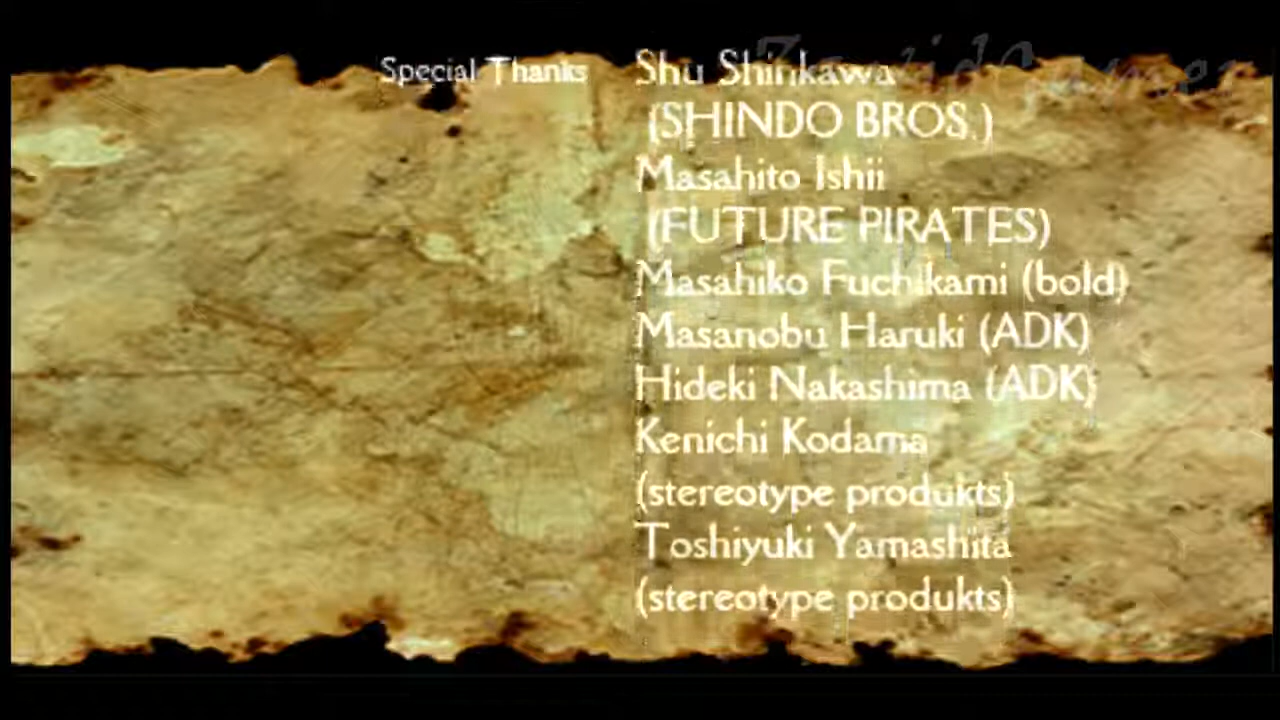 Special Thanks Shu Shinkawa
(SHINDO BROS.)
Masahito Ishii
(FUTURE PIRATES)
Masahiko Fuchikami (bold)
Masanobu Haruki (ADK)
Hideki Nakashima (ADK)
Kenichi Kodama
(stereotype produkts)
Toshiyuki Yamashita
(stereotype produkts)